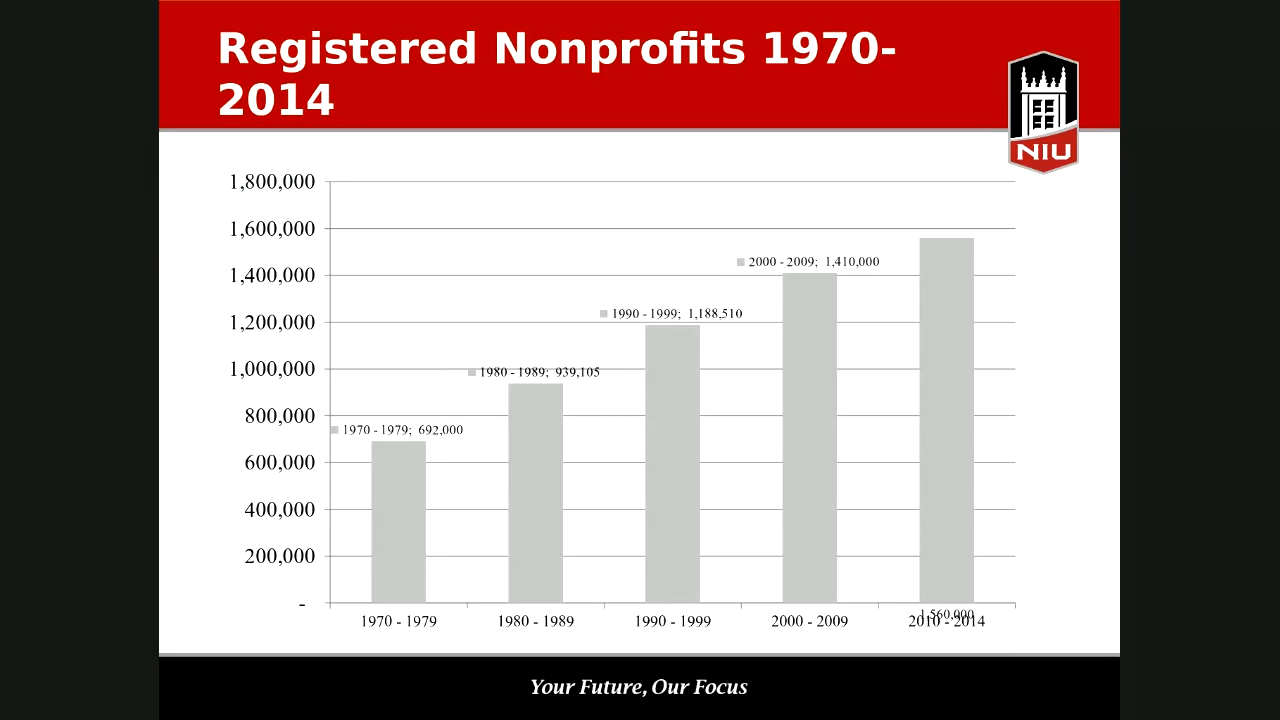 Registered Nonprofits 1970-
2014
NIU
1,800,000
1,600,000
1,400,000
1,200,000
1,000,000
800,000
600,000
400,000
200,000
-
2000 - 2009; 1,410,000
1990 - 1999; 1,188,510
1980 - 1989; 939,105
1970 - 1979; 692,000
1,560,000
1970 - 1979
1980 - 1989
1990 - 1999
2000 - 2009
2010 - 2014
Your Future, Our Focus